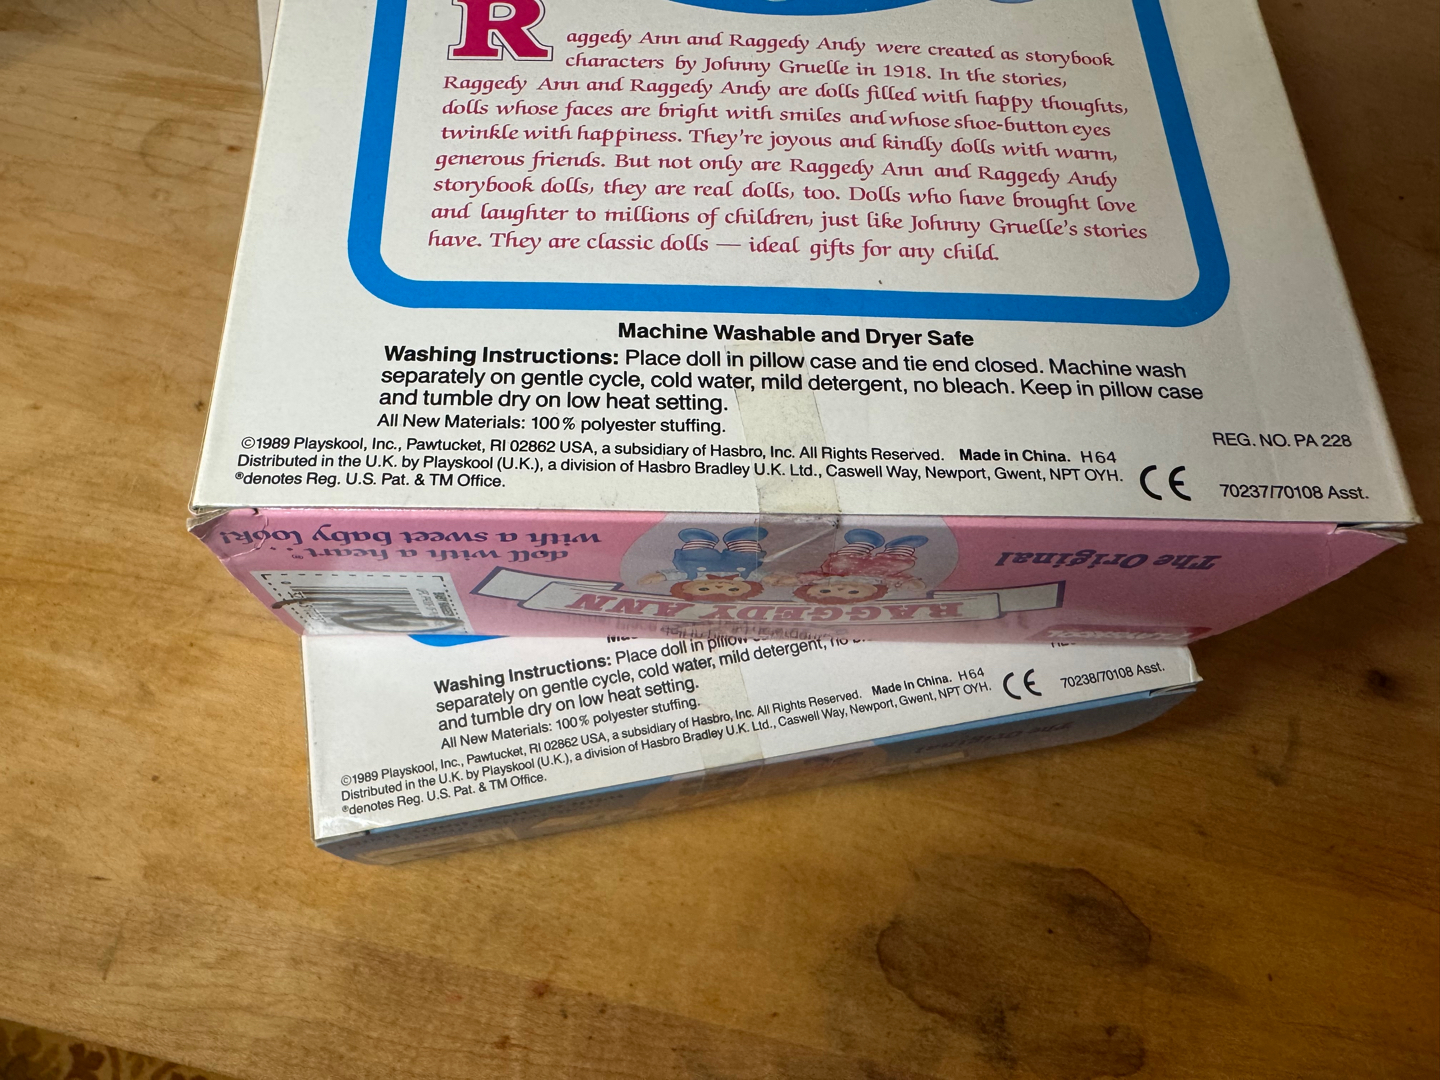 Raggedy Ann and Raggedy Andy were created as storybook
characters by Johnny Gruelle in 1918. In the stories,
Raggedy Ann and Raggedy Andy are dolls filled with happy thoughts,
dolls whose faces are bright with smiles and whose shoe-button eyes
twinkle with happiness. They're joyous and kindly dolls with warm,
generous friends. But not only are Raggedy Ann and Raggedy Andy
storybook dolls, they are real dolls, too. Dolls who have brought love
and laughter to millions of children, just like Johnny Gruelle's stories
have. They are classic dolls — ideal gifts for any child.
Machine Washable and Dryer Safe
Washing Instructions: Place doll in pillow case and tie end closed. Machine wash
separately on gentle cycle, cold water, mild detergent, no bleach. Keep in pillow case
and tumble dry on low heat setting.
All New Materials: 100% polyester stuffing.
©1989 Playskool, Inc., Pawtucket, RI 02862 USA, a subsidiary of Hasbro, Inc. All Rights Reserved. Made in China. H64
Distributed in the U.K. by Playskool (U.K.), a division of Hasbro Bradley U.K. Ltd., Caswell Way, Newport, Gwent, NPT OYH.
®denotes Reg. U.S. Pat. & TM Office.
CE
REG. NO. PA 228
70237/70108 Asst.
PLAYSKOOL
RAGGEDY ANN
The Original
doll with a heart...
with a sweet baby look!
Washing Instructions: Place doll in pillow
separately on gentle cycle, cold water, mild detergent, no
and tumble dry on low heat setting.
All New Materials: 100% polyester stuffing.
©1989 Playskool, Inc., Pawtucket, RI 02862 USA, a subsidiary of Hasbro, Inc. All Rights Reserved. Made in China. H64
Distributed in the U.K. by Playskool (U.K.), a division of Hasbro Bradley U.K. Ltd., Caswell Way, Newport, Gwent, NPT OYH.
®denotes Reg. U.S. Pat. & TM Office.
CE
70238/70108 Asst.
The Original